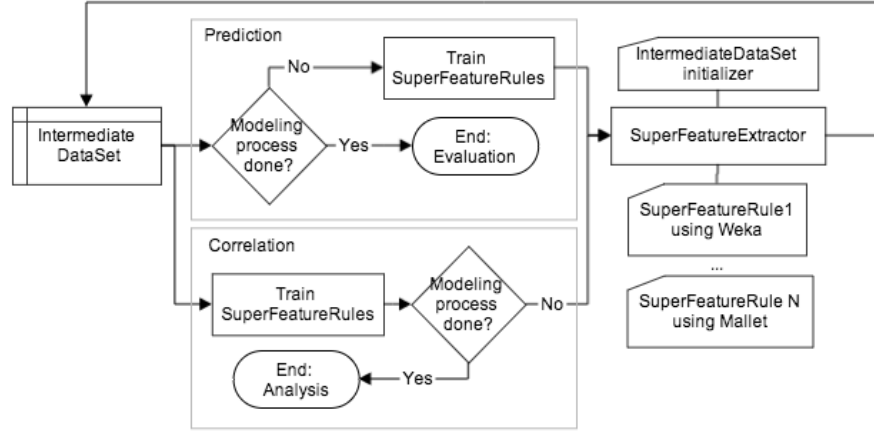 Prediction
No
Train
SuperFeatureRules
IntermediateDataSet
initializer
Intermediate
DataSet
Modeling
process
done?
Yes
End:
Evaluation
SuperFeatureExtractor
SuperFeatureRule1
using Weka
...
SuperFeatureRule N
using Mallet
Correlation
Train
SuperFeatureRules
Modeling
process
done?
No
End:
Analysis
Yes